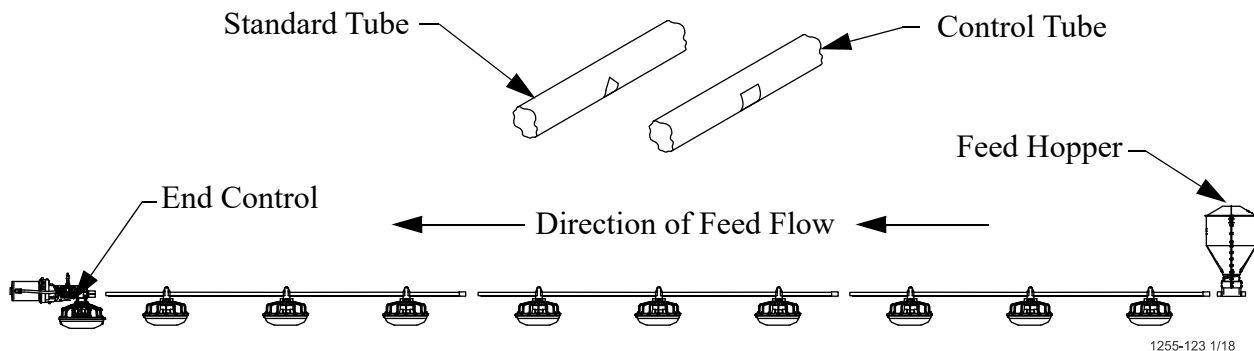 Standard Tube
Control Tube
Feed Hopper
End Control
Direction of Feed Flow
1255-123 1/18